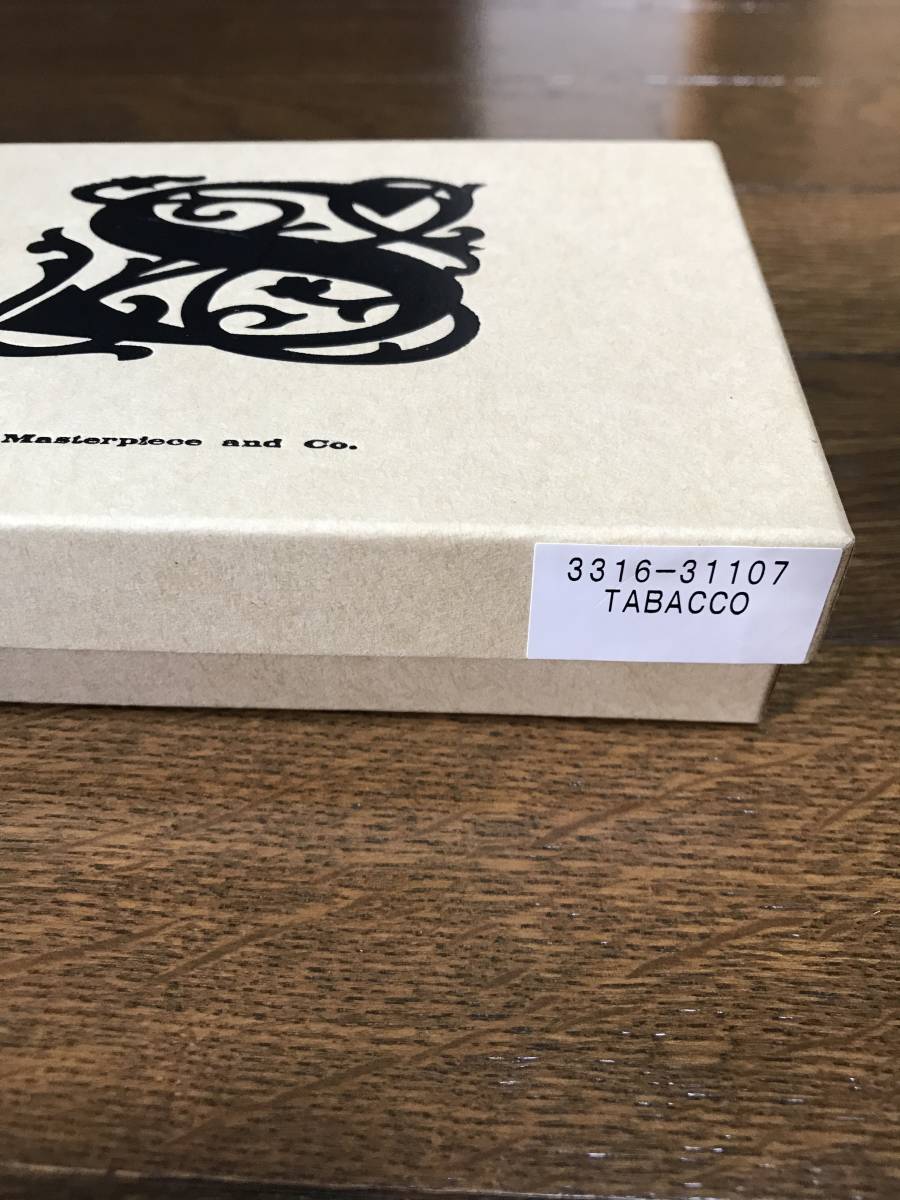 Masterpiece and Co.
3316-31107
TABACCO